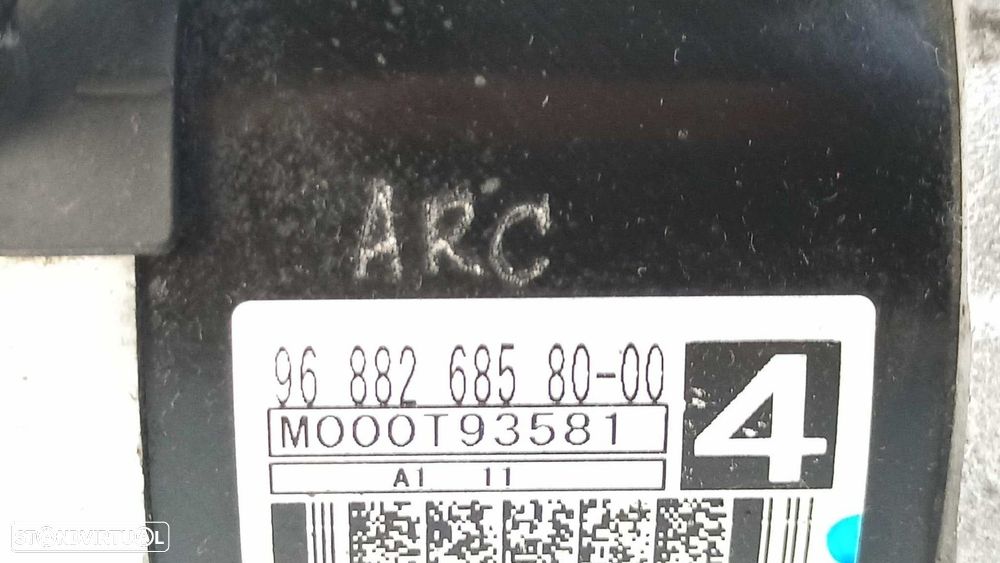 ARC
96 882 685 80-00
M000T93581
4
A1 11
STANDVIRTUAL